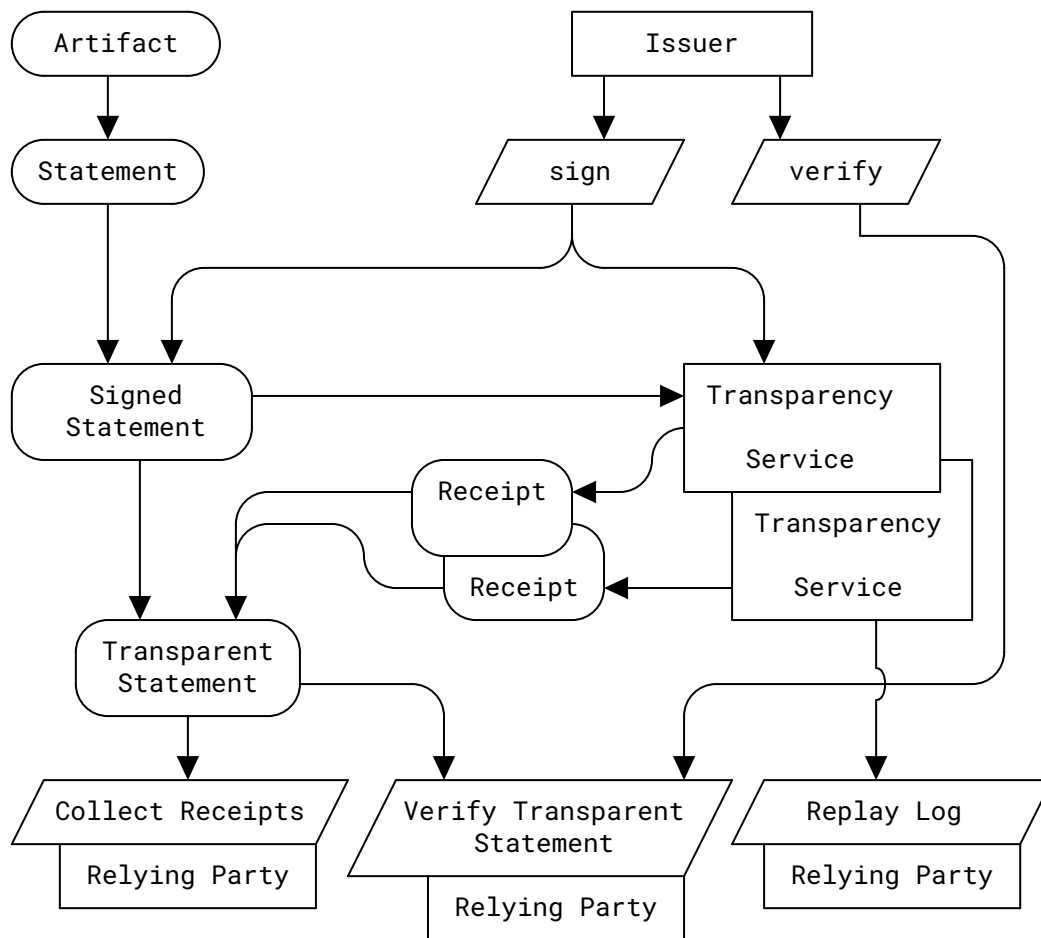 Artifact
Issuer
Statement
sign
verify
Signed
Statement
Transparency
Service
Receipt
Transparency
Receipt
Service
Transparent
Statement
Collect Receipts
Verify Transparent
Statement
Replay Log
Relying Party
Relying Party
Relying Party